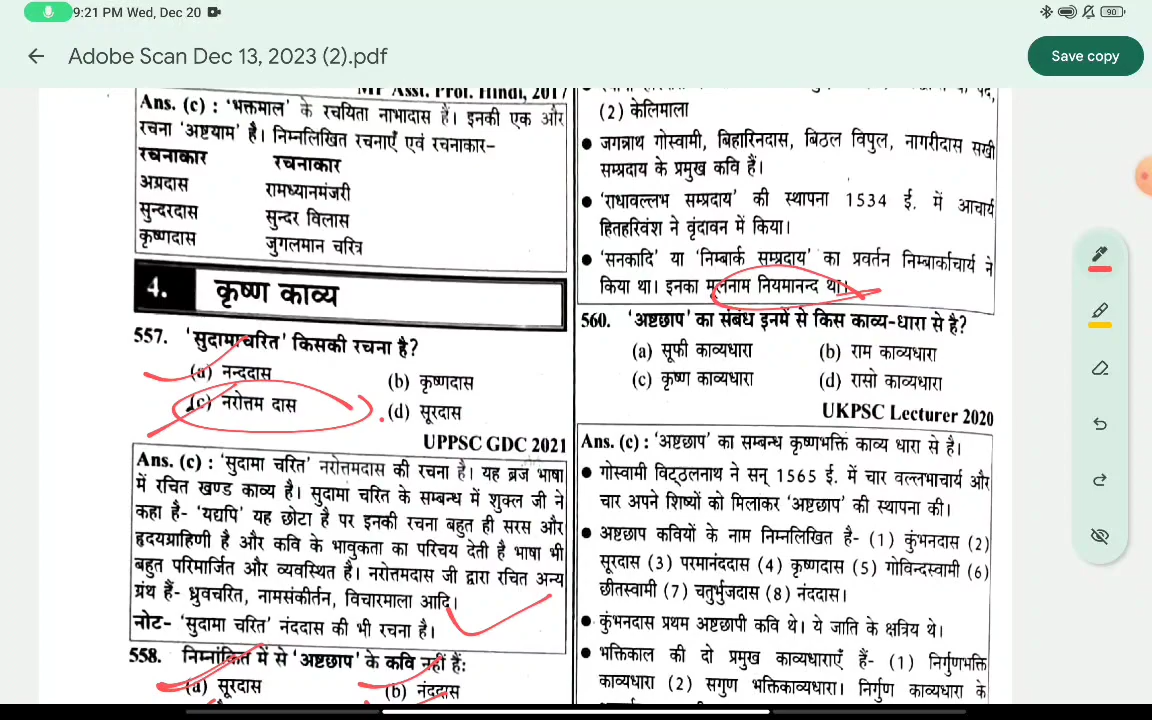 9:21 PM Wed, Dec 20
90
Adobe Scan Dec 13, 2023 (2).pdf
Save copy
MP Asst. Prof. Hindi, 2017
Ans. (c) : 'भक्तमाल' के रचयिता नाभादास हैं। इनकी एक और
रचना 'अष्टयाम' है। निम्नलिखित रचनाएँ एवं रचनाकार–
रचनाकार रचनाकार
अग्रदास रामध्यानमंजरी
सुन्दरदास सुन्दर विलास
कृष्णदास जुगलमान चरित्र
4. कृष्ण काव्य
557. 'सुदामाचरित' किसकी रचना है?
(a) नन्ददास
(b) कृष्णदास
(c) नरोत्तम दास
(d) सूरदास
UPPSC GDC 2021
Ans. (c) : 'सुदामा चरित' नरोत्तमदास की रचना है। यह ब्रज भाषा
में रचित खण्ड काव्य है। सुदामा चरित के सम्बन्ध में शुक्ल जी ने
कहा है- 'यद्यपि' यह छोटा है पर इनकी रचना बहुत ही सरस और
हृदयग्राहिणी है और कवि के भावुकता का परिचय देती है भाषा भी
बहुत परिमार्जित और व्यवस्थित है। नरोत्तमदास जी द्वारा रचित अन्य
ग्रंथ हैं- ध्रुवचरित, नामसंकीर्तन, विचारमाला आदि।
नोट- 'सुदामा चरित' नंददास की भी रचना है।
558. निम्नांकित में से 'अष्टछाप' के कवि नहीं हैं:
(a) सूरदास
(b) नंददास
(2) केलिमाला
● जगन्नाथ गोस्वामी, बिहारिनदास, बिठल विपुल, नागरीदास सखी
सम्प्रदाय के प्रमुख कवि हैं।
● 'राधावल्लभ सम्प्रदाय' की स्थापना 1534 ई. में आचार्य
हितहरिवंश ने वृंदावन में किया।
● 'सनकादि' या 'निम्बार्क सम्प्रदाय' का प्रवर्तन निम्बार्काचार्य ने
किया था। इनका मूलनाम नियमानन्द था।
560. 'अष्टछाप' का संबंध इनमें से किस काव्य-धारा से है?
(a) सूफी काव्यधारा
(b) राम काव्यधारा
(c) कृष्ण काव्यधारा
(d) रासो काव्यधारा
UKPSC Lecturer 2020
Ans. (c) : 'अष्टछाप' का सम्बन्ध कृष्णभक्ति काव्य धारा से है।
● गोस्वामी विट्ठलनाथ ने सन् 1565 ई. में चार वल्लभाचार्य और
चार अपने शिष्यों को मिलाकर 'अष्टछाप' की स्थापना की।
● अष्टछाप कवियों के नाम निम्नलिखित है- (1) कुंभनदास (2)
सूरदास (3) परमानंददास (4) कृष्णदास (5) गोविन्दस्वामी (6)
छीतस्वामी (7) चतुर्भुजदास (8) नंददास।
● कुंभनदास प्रथम अष्टछापी कवि थे। ये जाति के क्षत्रिय थे।
● भक्तिकाल की दो प्रमुख काव्यधाराएँ हैं- (1) निर्गुणभक्ति
काव्यधारा (2) सगुण भक्तिकाव्यधारा। निर्गुण काव्यधारा के